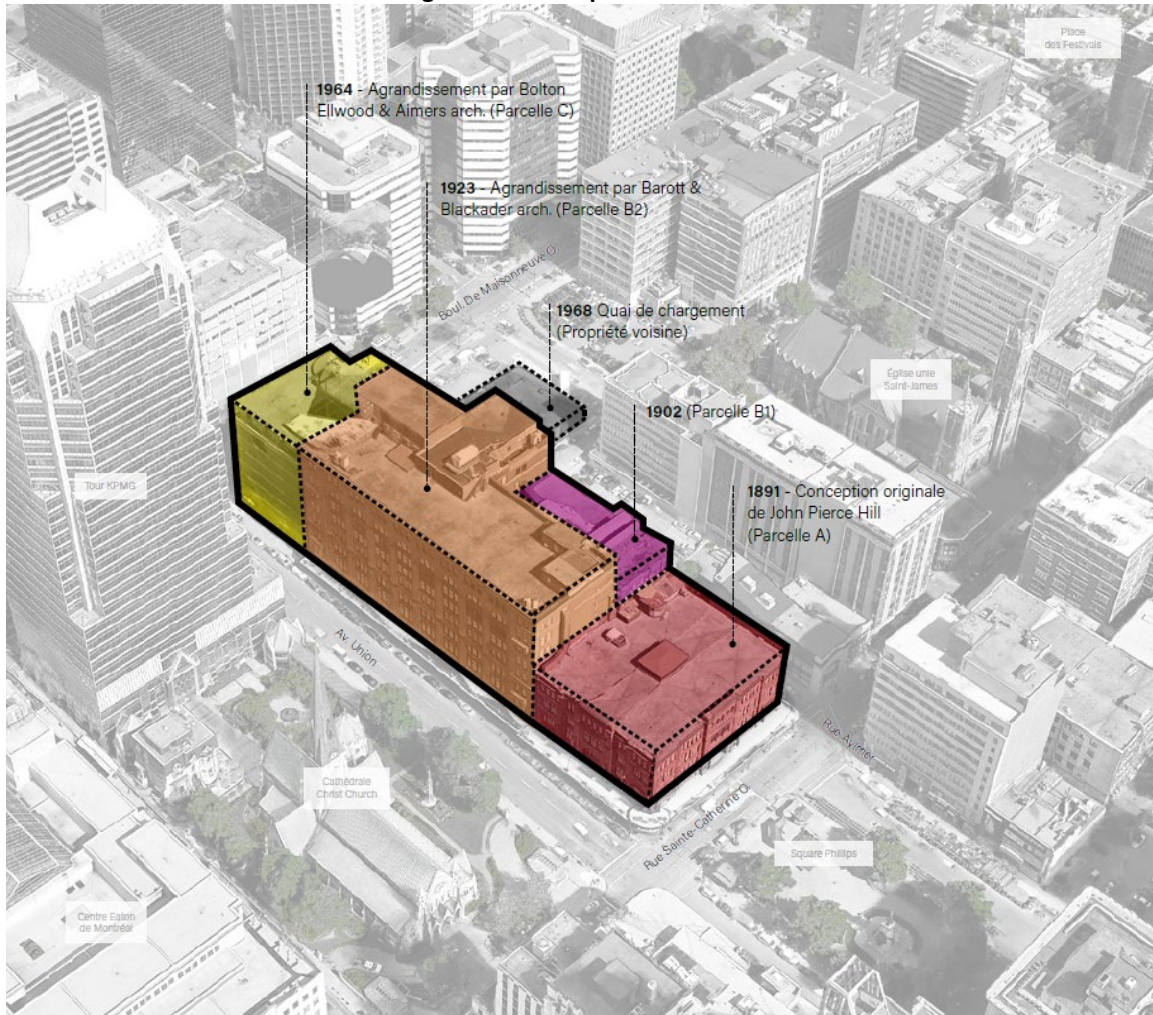 Place
des Festivals
1964 - Agrandissement par Bolton
Ellwood & Aimers arch. (Parcelle C)
1923 - Agrandissement par Barott &
Blackader arch. (Parcelle B2)
Boul. De Maisonneuve O.
1968 Quai de chargement
(Propriété voisine)
Église unie
Saint-James
1902 (Parcelle B1)
Tour KPMG
1891 - Conception originale
de John Pierce Hill
(Parcelle A)
Av. Union
Rue Aylmer
Cathédrale
Christ Church
Rue Sainte-Catherine O.
Square Phillips
Centre Eaton
de Montréal